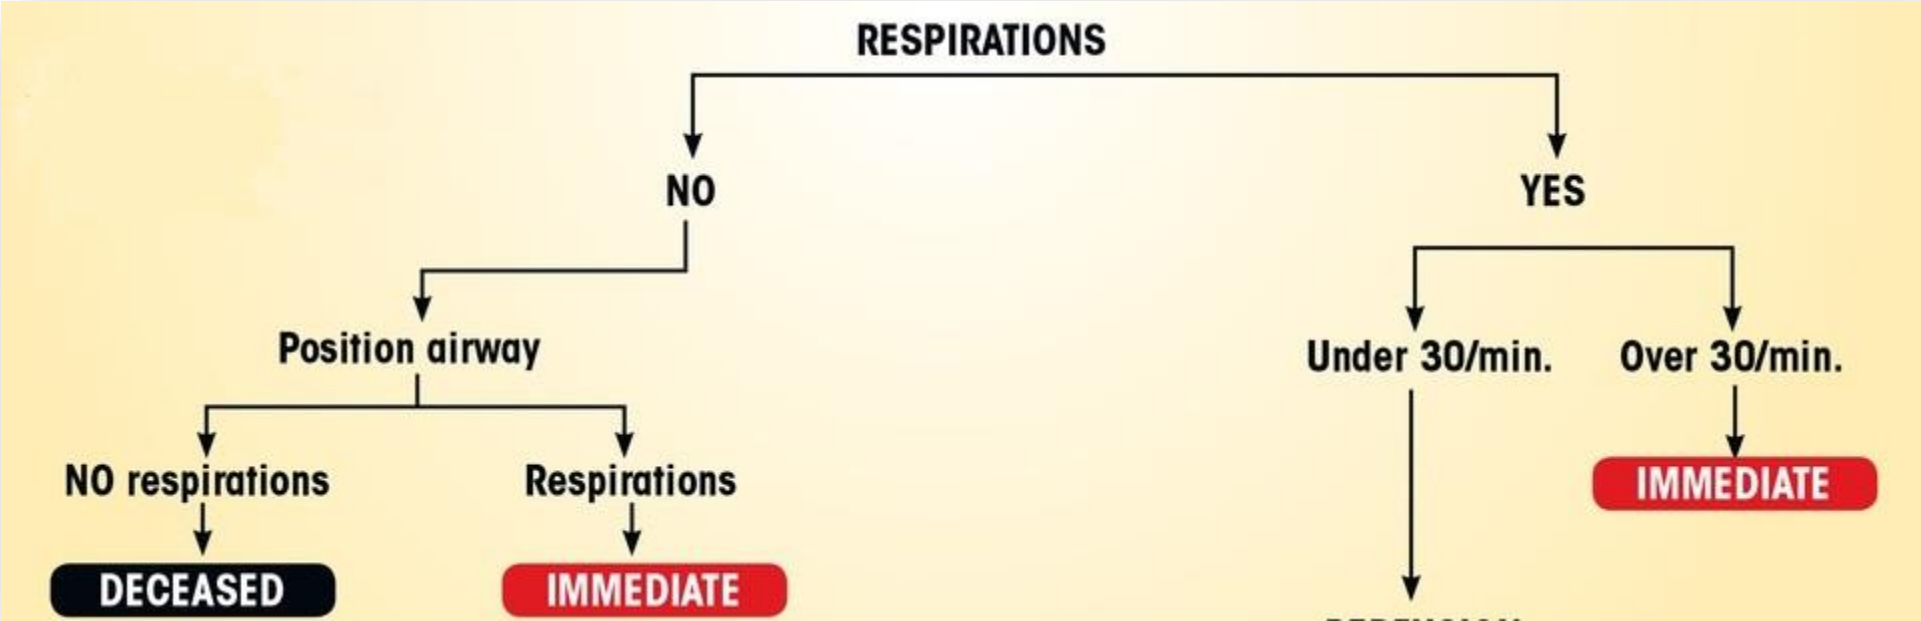 RESPIRATIONS
NO
YES
Position airway
Under 30/min.
Over 30/min.
NO respirations
Respirations
IMMEDIATE
DECEASED
IMMEDIATE